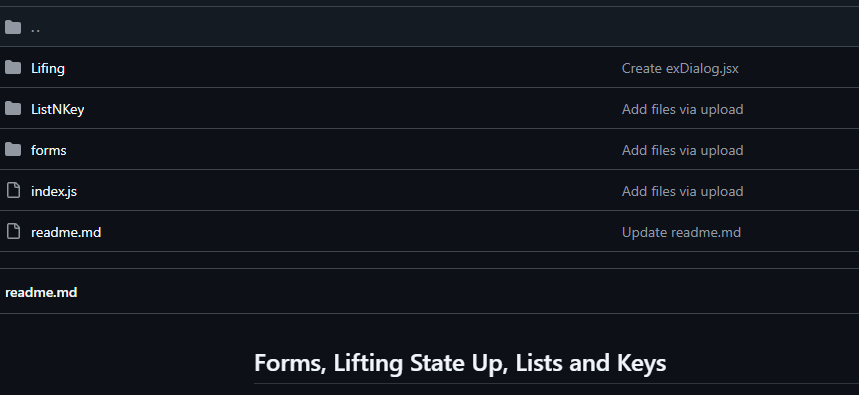 ..
Lifing Create exDialog.jsx
ListNKey Add files via upload
forms Add files via upload
index.js Add files via upload
readme.md Update readme.md
readme.md
Forms, Lifting State Up, Lists and Keys